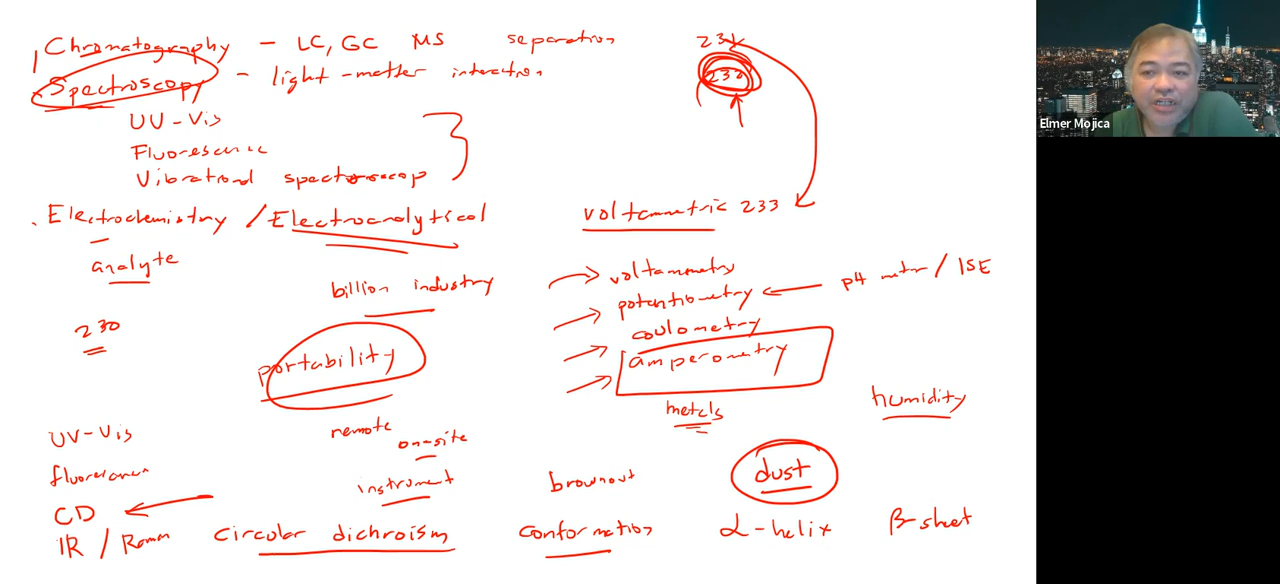 Chromatography - LC, GC MS separation 231
Spectroscopy - light-matter interaction 232
UV-Vis
Fluorescence
Vibrational spectroscop
Electrochemistry / Electroanalytical voltammetric 233
analyte
billion industry
voltammetry
potentiometry pH meter / ISE
coulometry
230
portability
amperometry
metals
humidity
UV-Vis
remote
on-site
fluorescence
instrument
brownout
dust
CD
IR / Raman
circular dichroism conformation α-helix β-sheet
Elmer Mojica